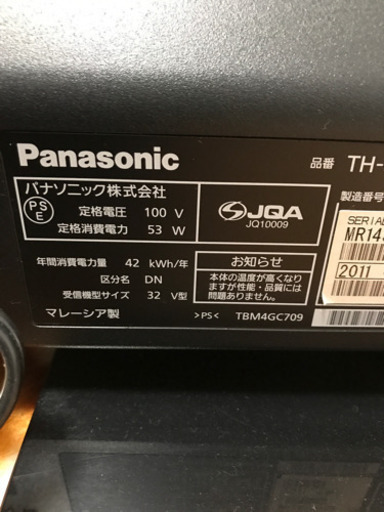 Panasonic
品番 TH-
パナソニック株式会社
PS
E
定格電圧 100 V
定格消費電力 53 W
JQA
JQ10009
製造番号
SERIAL
MR14
2011
年間消費電力量 42 kWh/年
区分名 DN
受信機型サイズ 32 V型
マレーシア製
お知らせ
本体の温度が高くなり
ますが性能・品質には
問題ありません。
>PS< TBM4GC709